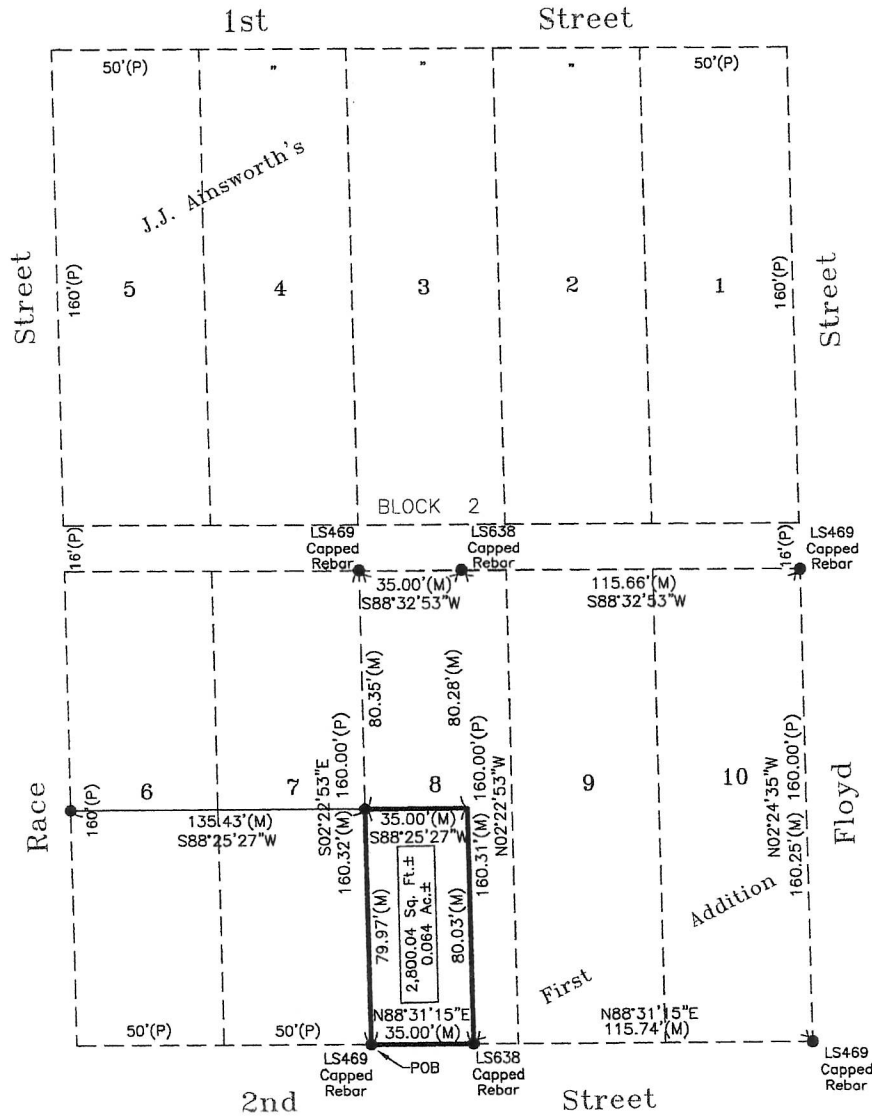 1st Street
50'(P) " " " 50'(P)
J.J. Ainsworth's
Street
160'(P)
5 4 3 2 1
160'(P)
Street
BLOCK 2
16'(P)
LS469
Capped
Rebar
LS638
Capped
Rebar
16'(P)
LS469
Capped
Rebar
35.00'(M)
S88°32'53"W
115.66'(M)
S88°32'53"W
80.35'(M)
80.28'(M)
S02°22'53"E
160.32'(M) 160.00'(P)
160.31'(M) 160.00'(P)
N02°22'53"W
N02°24'35"W
160.25'(M) 160.00'(P)
Race
160'(P)
6 7 8 9 10
Floyd
135.43'(M)
S88°25'27"W
35.00'(M)
S88°25'27"W
79.97'(M)
2,800.04 Sq. Ft.±
0.064 Ac.±
80.03'(M)
First Addition
N88°31'15"E
35.00'(M)
N88°31'15"E
115.74'(M)
50'(P) 50'(P)
LS469
Capped
Rebar
POB
LS638
Capped
Rebar
LS469
Capped
Rebar
2nd Street